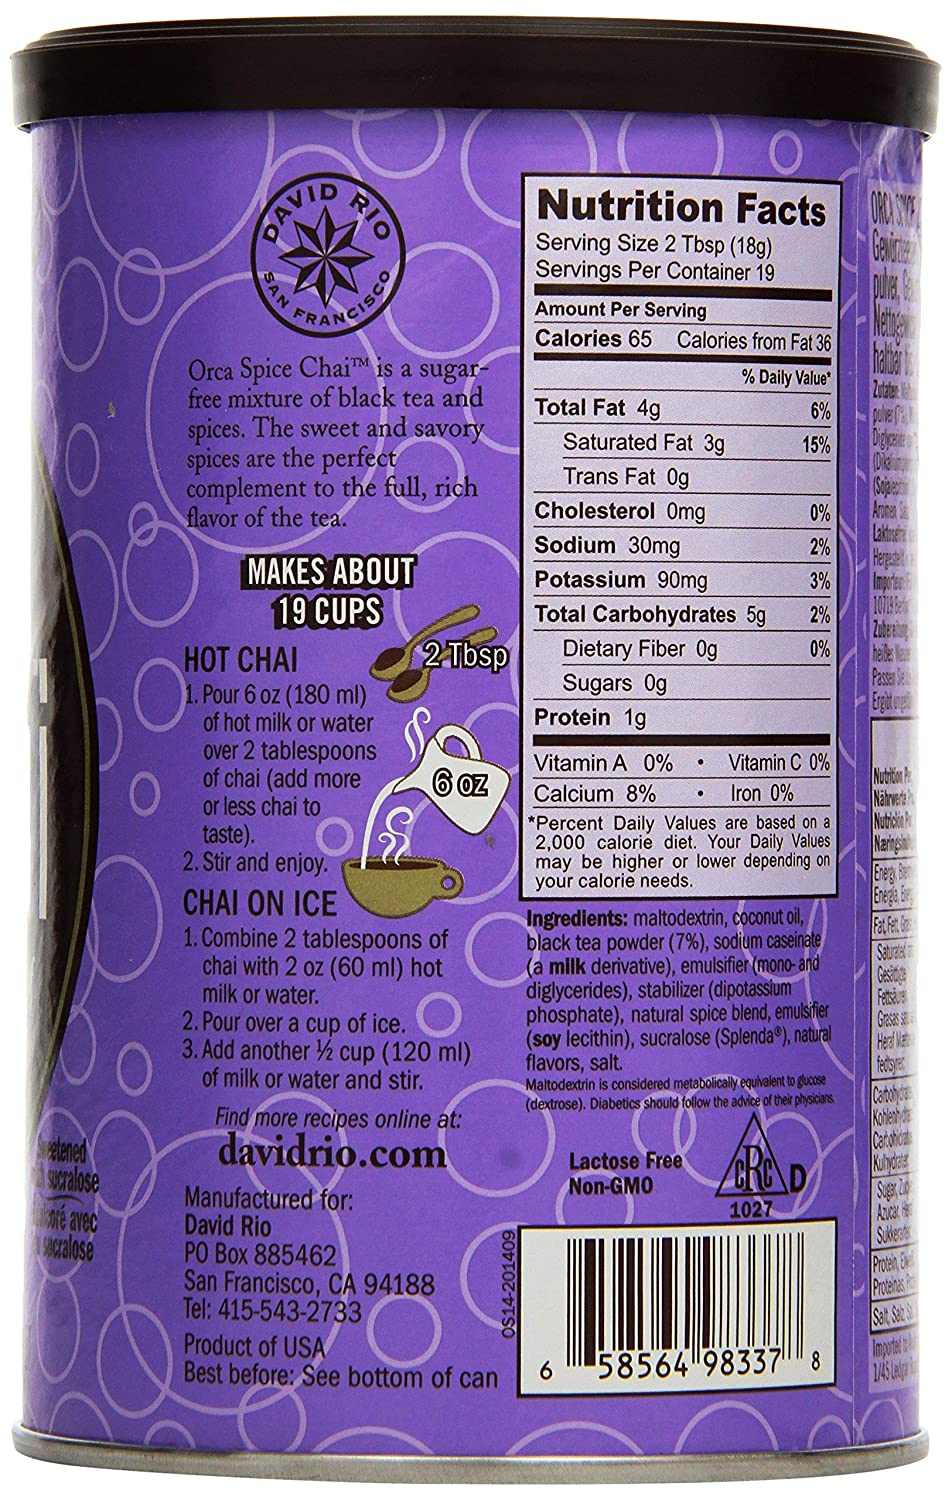 DAVID RIO
SAN FRANCISCO
Orca Spice Chai™ is a sugar-
free mixture of black tea and
spices. The sweet and savory
spices are the perfect
complement to the full, rich
flavor of the tea.
MAKES ABOUT
19 CUPS
HOT CHAI
2 Tbsp
1. Pour 6 oz (180 ml)
of hot milk or water
over 2 tablespoons
of chai (add more
or less chai to
taste).
6 oz
2. Stir and enjoy.
CHAI ON ICE
1. Combine 2 tablespoons of
chai with 2 oz (60 ml) hot
milk or water.
2. Pour over a cup of ice.
3. Add another ½ cup (120 ml)
of milk or water and stir.
Find more recipes online at:
davidrio.com
Manufactured for:
David Rio
PO Box 885462
San Francisco, CA 94188
Tel: 415-543-2733
Product of USA
Best before: See bottom of can
Nutrition Facts
Serving Size 2 Tbsp (18g)
Servings Per Container 19
Amount Per Serving
Calories 65 Calories from Fat 36
% Daily Value*
Total Fat 4g 6%
Saturated Fat 3g 15%
Trans Fat 0g
Cholesterol 0mg 0%
Sodium 30mg 2%
Potassium 90mg 3%
Total Carbohydrates 5g 2%
Dietary Fiber 0g 0%
Sugars 0g
Protein 1g
Vitamin A 0% • Vitamin C 0%
Calcium 8% • Iron 0%
*Percent Daily Values are based on a
2,000 calorie diet. Your Daily Values
may be higher or lower depending on
your calorie needs.
Ingredients: maltodextrin, coconut oil,
black tea powder (7%), sodium caseinate
(a milk derivative), emulsifier (mono- and
diglycerides), stabilizer (dipotassium
phosphate), natural spice blend, emulsifier
(soy lecithin), sucralose (Splenda®), natural
flavors, salt.
Maltodextrin is considered metabolically equivalent to glucose
(dextrose). Diabetics should follow the advice of their physicians.
Lactose Free
Non-GMO
CRC D
1027
OS14-201409
6 58564 98337 8
Sweetened
sucralose
avec
sucralose